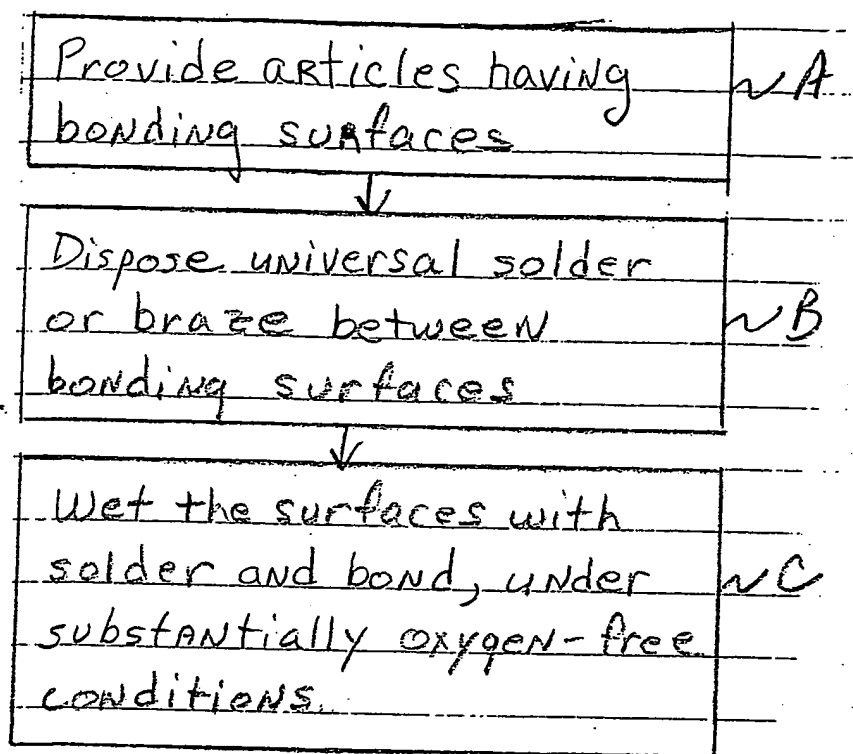 Provide articles having
~A
bonding surfaces
Dispose universal solder
or braze between
~B
bonding surfaces
Wet the surfaces with
solder and bond, under
~C
substantially oxygen-free
conditions.